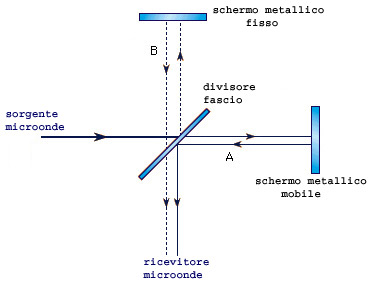 schermo metallico
fisso
B
divisore
fascio
sorgente
microonde
A
schermo metallico
mobile
ricevitore
microonde